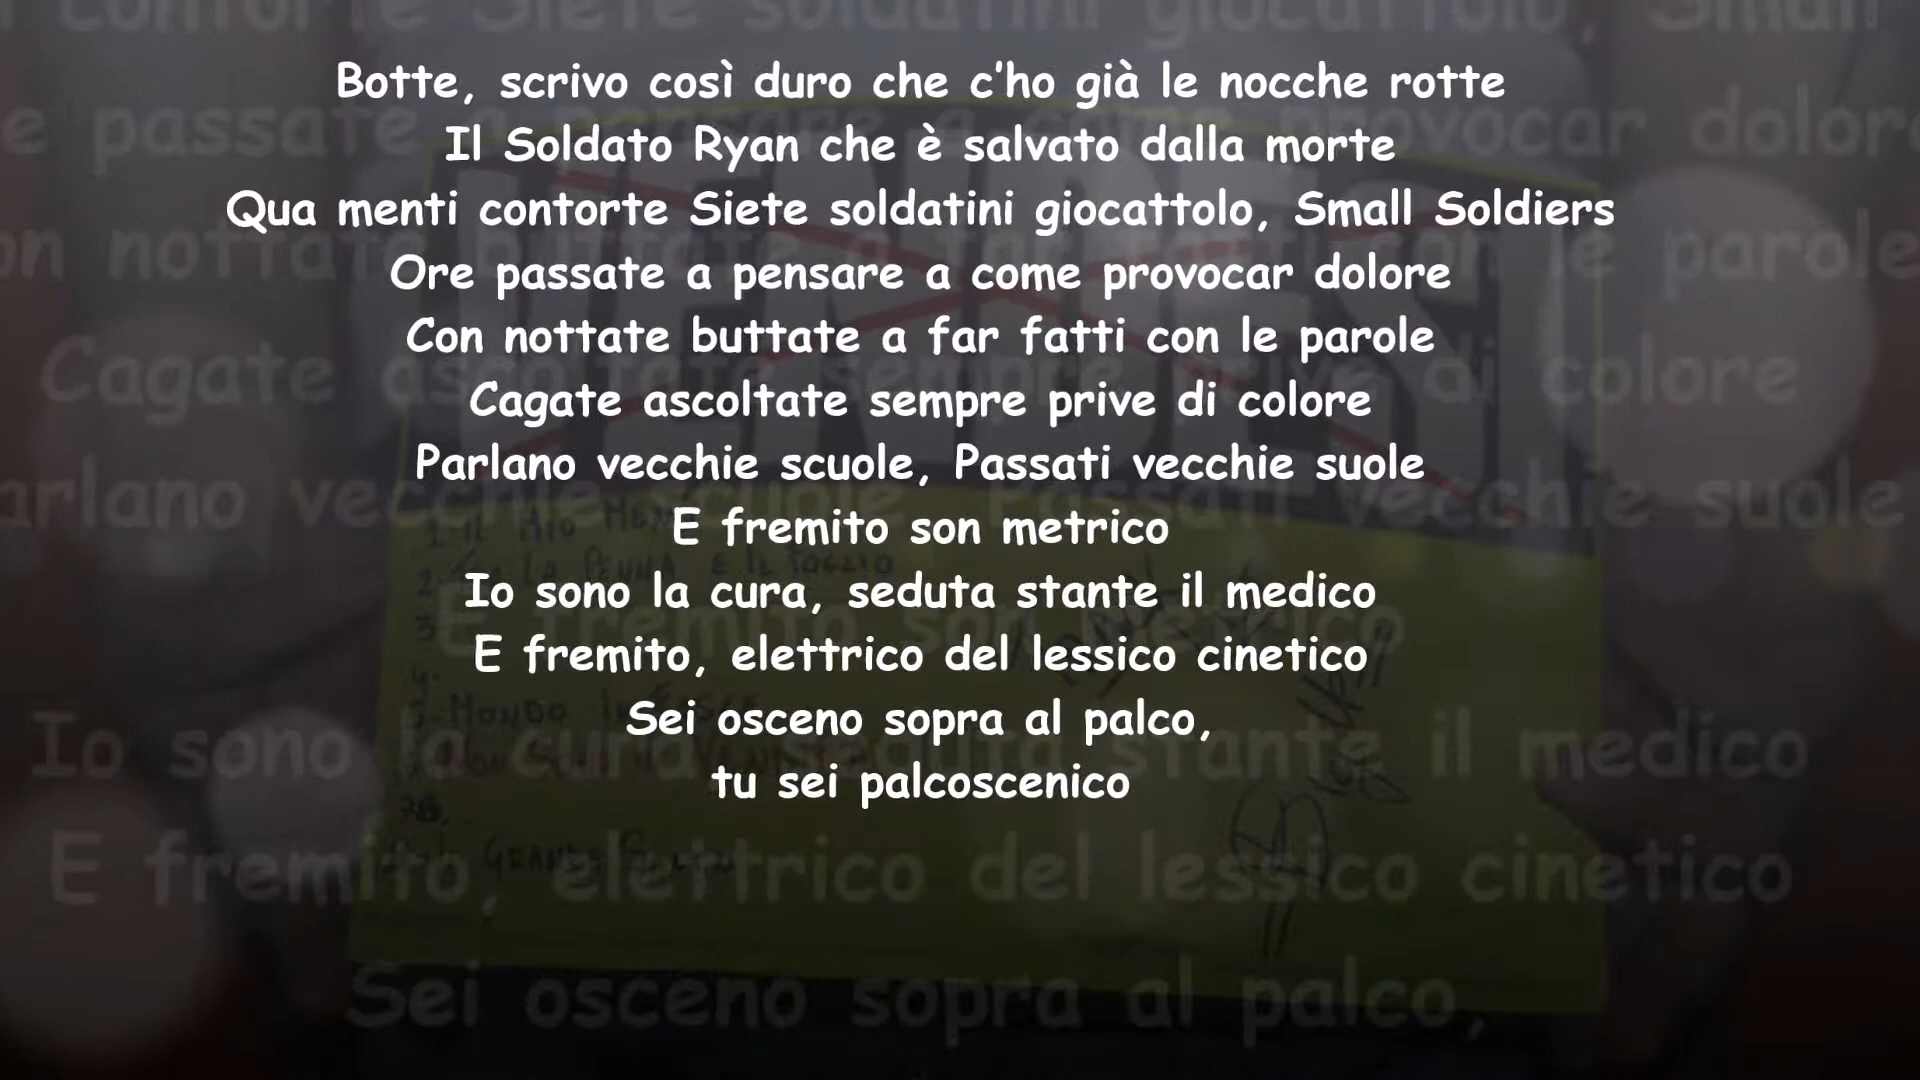 Botte, scrivo così duro che c'ho già le nocche rotte
Il Soldato Ryan che è salvato dalla morte
Qua menti contorte Siete soldatini giocattolo, Small Soldiers
Ore passate a pensare a come provocar dolore
Con nottate buttate a far fatti con le parole
Cagate ascoltate sempre prive di colore
Parlano vecchie scuole, Passati vecchie suole
E fremito son metrico
Io sono la cura, seduta stante il medico
E fremito, elettrico del lessico cinetico
Sei osceno sopra al palco,
tu sei palcoscenico